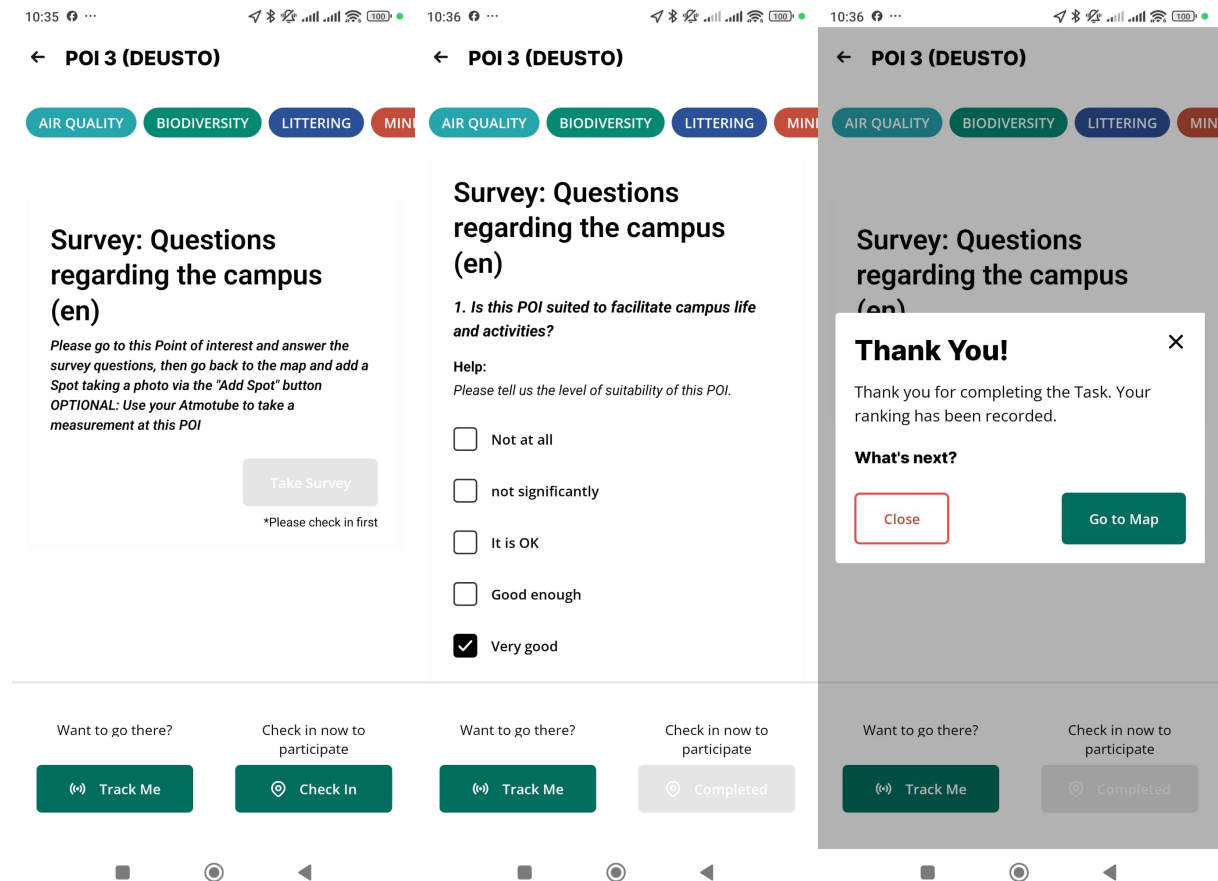 10:35
100
POI 3 (DEUSTO)
AIR QUALITY BIODIVERSITY LITTERING MINI
Survey: Questions
regarding the campus
(en)
Please go to this Point of interest and answer the
survey questions, then go back to the map and add a
Spot taking a photo via the "Add Spot" button
OPTIONAL: Use your Atmotube to take a
measurement at this POI
Take Survey
*Please check in first
Want to go there?
Track Me
Check in now to
participate
Check In
10:36
100
POI 3 (DEUSTO)
AIR QUALITY BIODIVERSITY LITTERING MINI
Survey: Questions
regarding the campus
(en)
1. Is this POI suited to facilitate campus life
and activities?
Help:
Please tell us the level of suitability of this POI.
Not at all
not significantly
It is OK
Good enough
Very good
Want to go there?
Track Me
Check in now to
participate
Completed
10:36
100
POI 3 (DEUSTO)
AIR QUALITY BIODIVERSITY LITTERING MIN
Survey: Questions
regarding the campus
(en)
Thank You!
Thank you for completing the Task. Your
ranking has been recorded.
What's next?
Close
Go to Map
Want to go there?
Track Me
Check in now to
participate
Completed